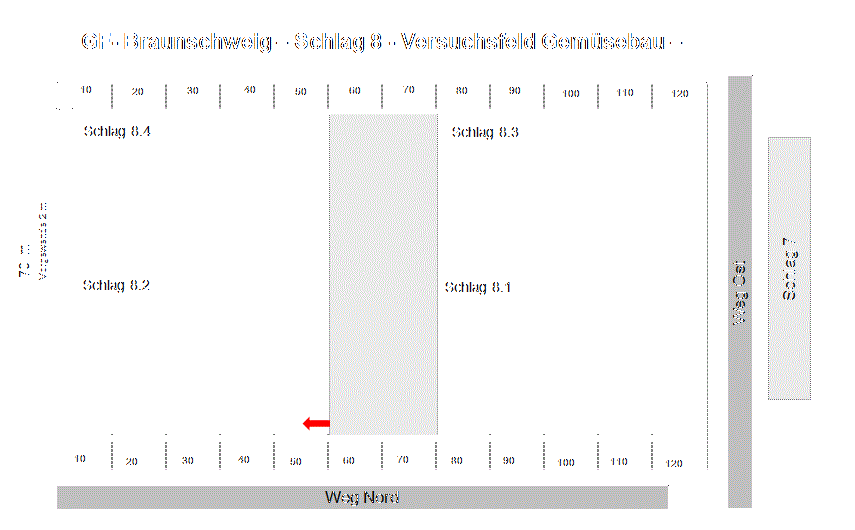 GF- Braunschweig - Schlag 8 - Versuchsfeld Gemüsebau -
10 20 30 40 50 60 70 80 90 100 110 120
Schlag 8.4 Schlag 8.3
70 m
Vorgewende 2 m
Schlag 8.2 Schlag 8.1
Weg Ost
Schlag 7
10 20 30 40 50 60 70 80 90 100 110 120
Weg Nord